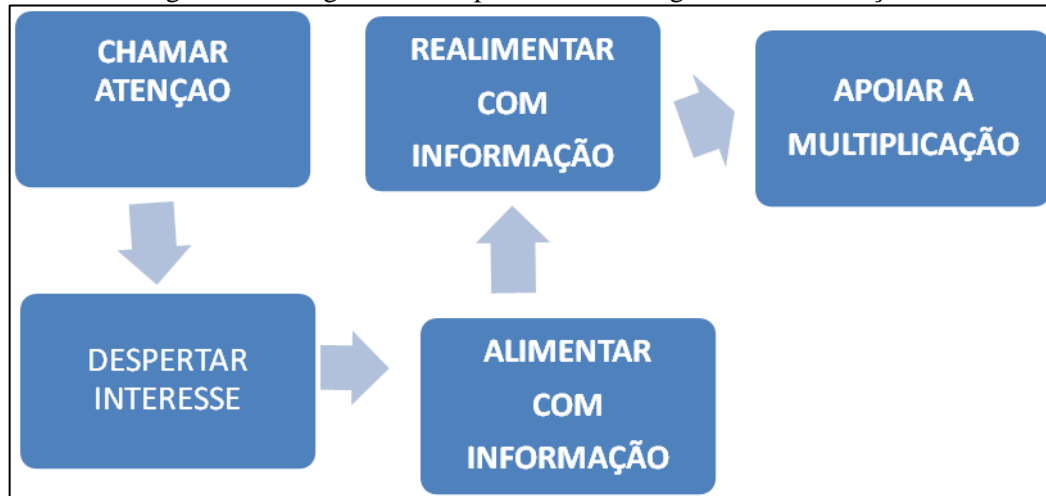 CHAMAR
ATENÇAO
DESPERTAR
INTERESSE
ALIMENTAR
COM
INFORMAÇÃO
REALIMENTAR
COM
INFORMAÇÃO
APOIAR A
MULTIPLICAÇÃO